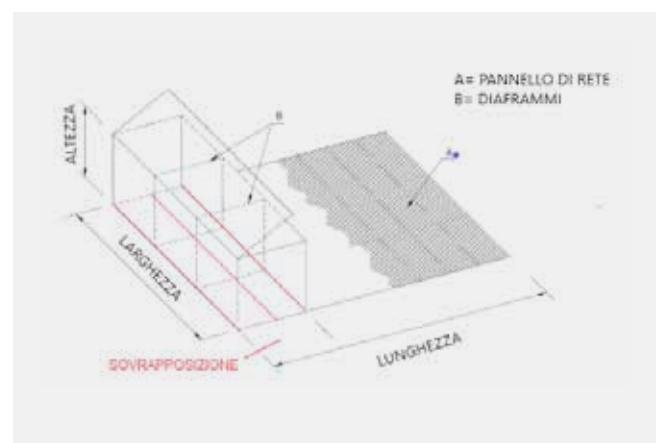 A= PANNELLO DI RETE
B= DIAFRAMMI
ALTEZZA
B
A
LARGHEZZA
SOVRAPPOSIZIONE
LUNGHEZZA